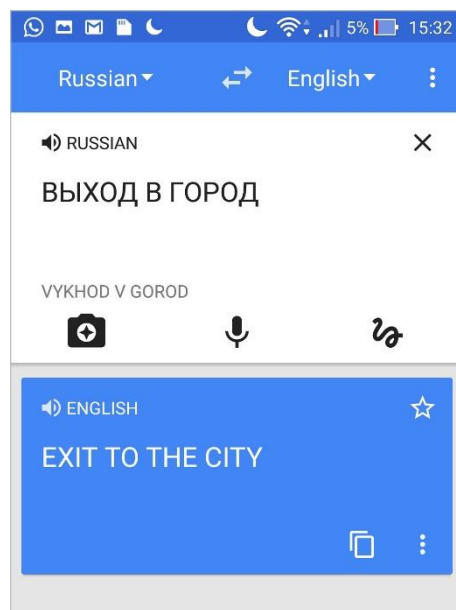 5% 15:32
Russian English
RUSSIAN
ВЫХОД В ГОРОД
VYKHOD V GOROD
ENGLISH
EXIT TO THE CITY